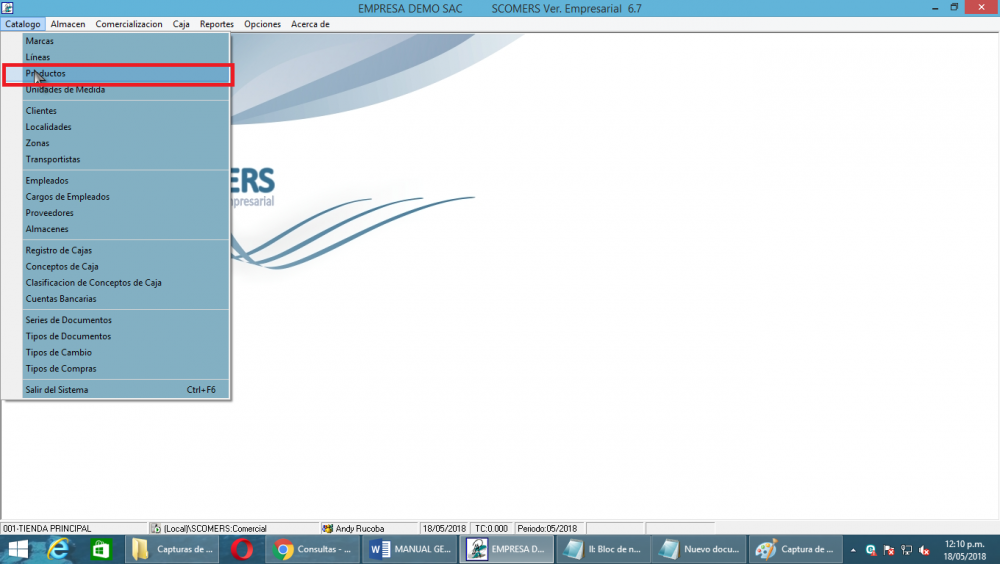 EMPRESA DEMO SAC SCOMERS Ver. Empresarial 6.7
Catalogo Almacen Comercializacion Caja Reportes Opciones Acerca de
Marcas
Líneas
Productos
Unidades de Medida
Clientes
Localidades
Zonas
Transportistas
Empleados
Cargos de Empleados
Proveedores
Almacenes
Registro de Cajas
Conceptos de Caja
Clasificacion de Conceptos de Caja
Cuentas Bancarias
Series de Documentos
Tipos de Documentos
Tipos de Cambio
Tipos de Compras
Salir del Sistema Ctrl+F6
ERS
presarial
001-TIENDA PRINCIPAL (Local)\SCOMERS:Comercial Andy Rucoba 18/05/2018 TC:0.000 Periodo:05/2018
Capturas de ... Consultas - ... MANUAL GE... EMPRESA D... II: Bloc de n... Nuevo docu... Captura de ... 12:10 p.m.
18/05/2018